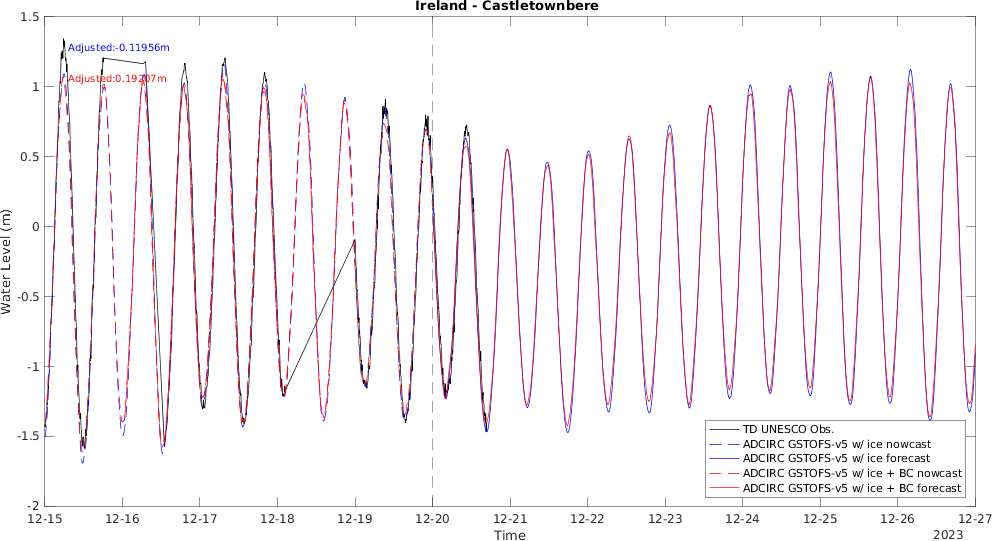 Ireland - Castletownbere
Adjusted:-0.11956m
Adjusted:0.19207m
Water Level (m)
1.5
1
0.5
0
-0.5
-1
-1.5
-2
TD UNESCO Obs.
ADCIRC GSTOFS-v5 w/ ice nowcast
ADCIRC GSTOFS-v5 w/ ice forecast
ADCIRC GSTOFS-v5 w/ ice + BC nowcast
ADCIRC GSTOFS-v5 w/ ice + BC forecast
12-15 12-16 12-17 12-18 12-19 12-20 12-21 12-22 12-23 12-24 12-25 12-26 12-27
Time
2023